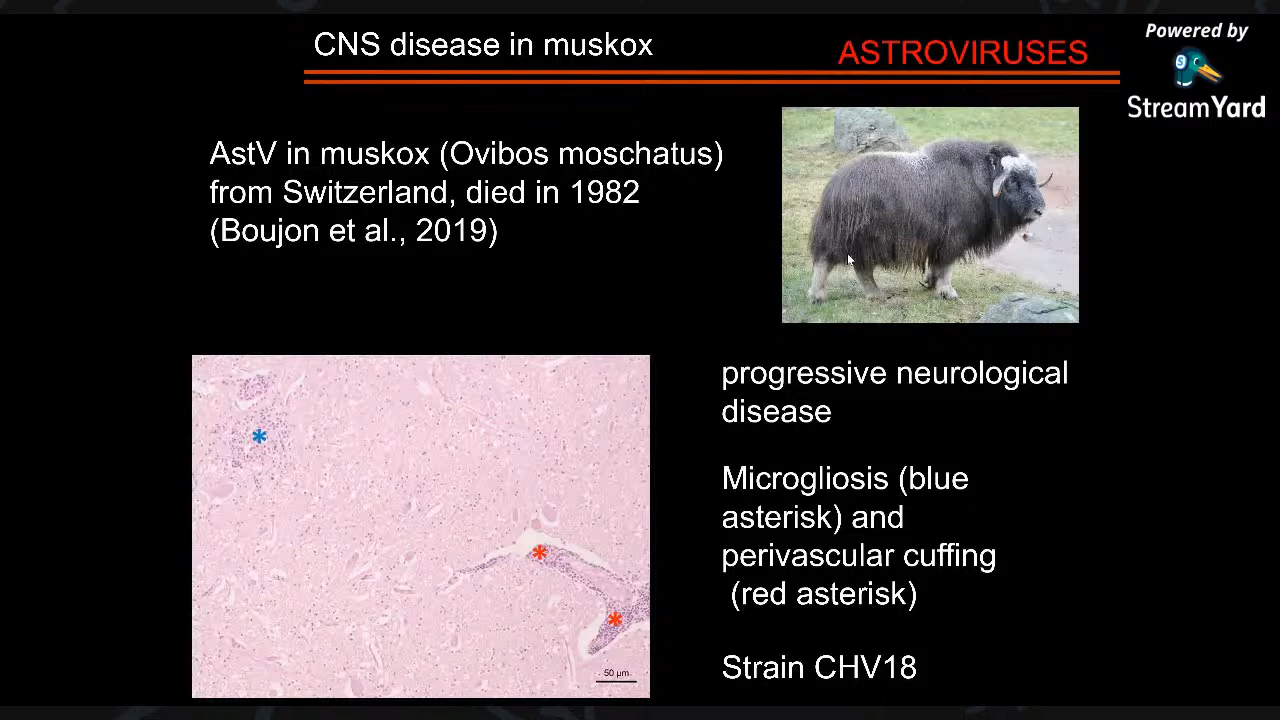 CNS disease in muskox
ASTROVIRUSES
Powered by
StreamYard
AstV in muskox (Ovibos moschatus)
from Switzerland, died in 1982
(Boujon et al., 2019)
progressive neurological
disease
Microgliosis (blue
asterisk) and
perivascular cuffing
(red asterisk)
Strain CHV18
*
*
*
50 µm